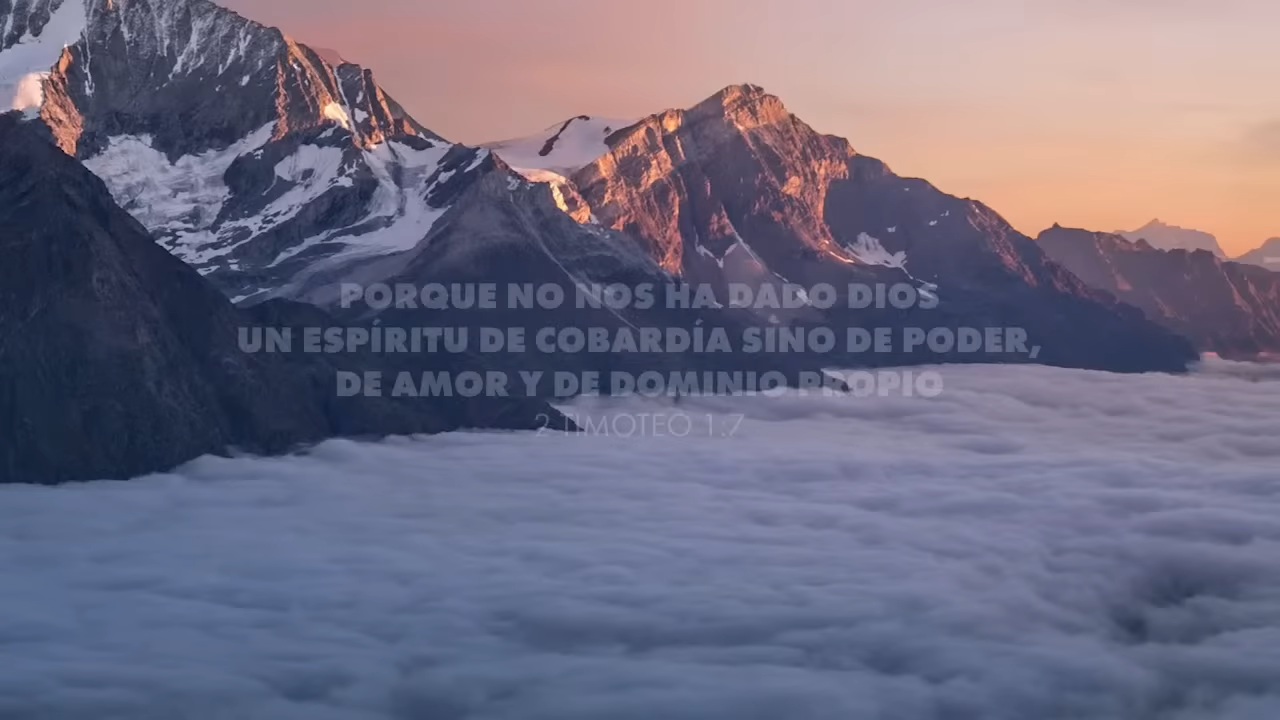 PORQUE NO NOS HA DADO DIOS
UN ESPÍRITU DE COBARDÍA SINO DE PODER,
DE AMOR Y DE DOMINIO PROPIO
2 TIMOTEO 1:7